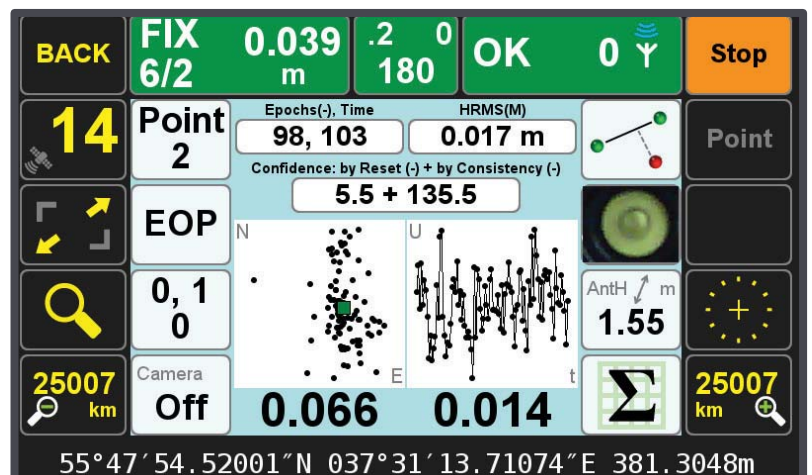 BACK
FIX 0.039
6/2 m
.2 0
180
OK 0
Stop
14
Point
2
Epochs(-), Time
98, 103
HRMS(M)
0.017 m
Point
Confidence: by Reset (-) + by Consistency (-)
5.5 + 135.5
EOP
N
U
E
t
0, 1
0
AntH m
1.55
25007
km
Camera
Off
0.066
0.014
Σ
25007
km
55°47′54.52001″N 037°31′13.71074″E 381.3048m